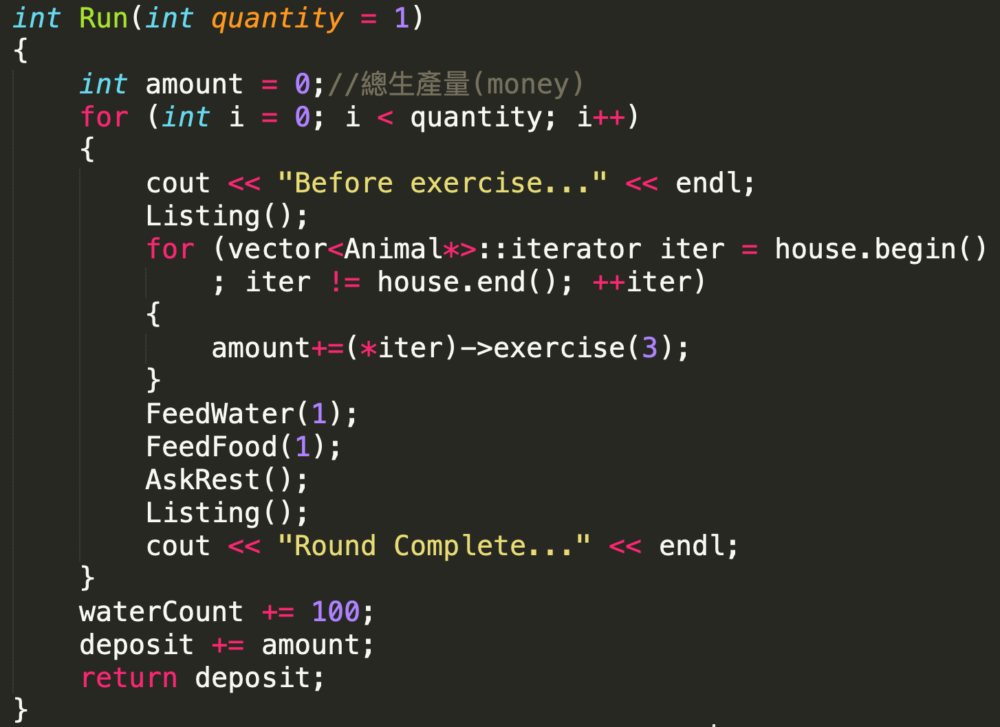 int Run(int quantity = 1)
{
    int amount = 0;//總生產量(money)
    for (int i = 0; i < quantity; i++)
    {
        cout << "Before exercise..." << endl;
        Listing();
        for (vector<Animal*>::iterator iter = house.begin()
            ; iter != house.end(); ++iter)
        {
            amount+=(*iter)->exercise(3);
        }
        FeedWater(1);
        FeedFood(1);
        AskRest();
        Listing();
        cout << "Round Complete..." << endl;
    }
    waterCount += 100;
    deposit += amount;
    return deposit;
}